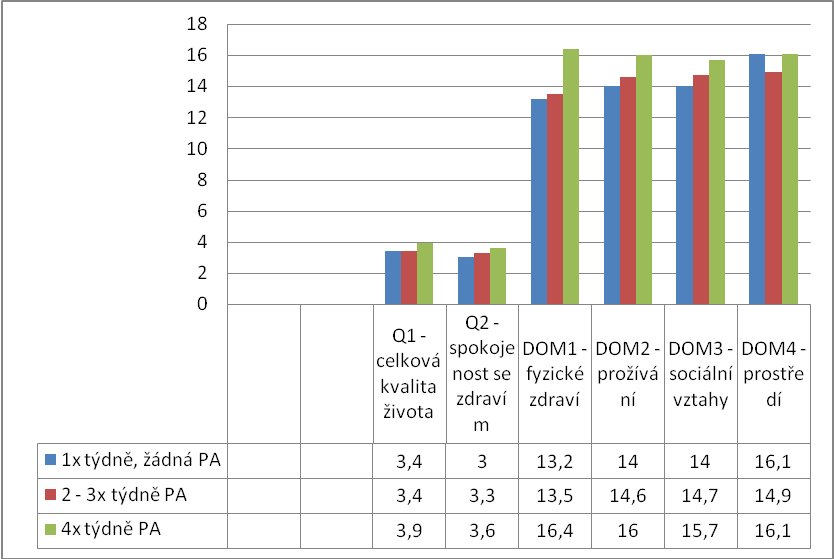 18
16
14
12
10
8
6
4
2
0
Q1 -
celková
kvalita
života
Q2 -
spokoje
nost se
zdraví
m
DOM1 -
fyzické
zdraví
DOM2 -
prožívá
ní
DOM3 -
sociální
vztahy
DOM4 -
prostře
dí
1x týdně, žádná PA 3,4 3 13,2 14 14 16,1
2 - 3x týdně PA 3,4 3,3 13,5 14,6 14,7 14,9
4x týdně PA 3,9 3,6 16,4 16 15,7 16,1